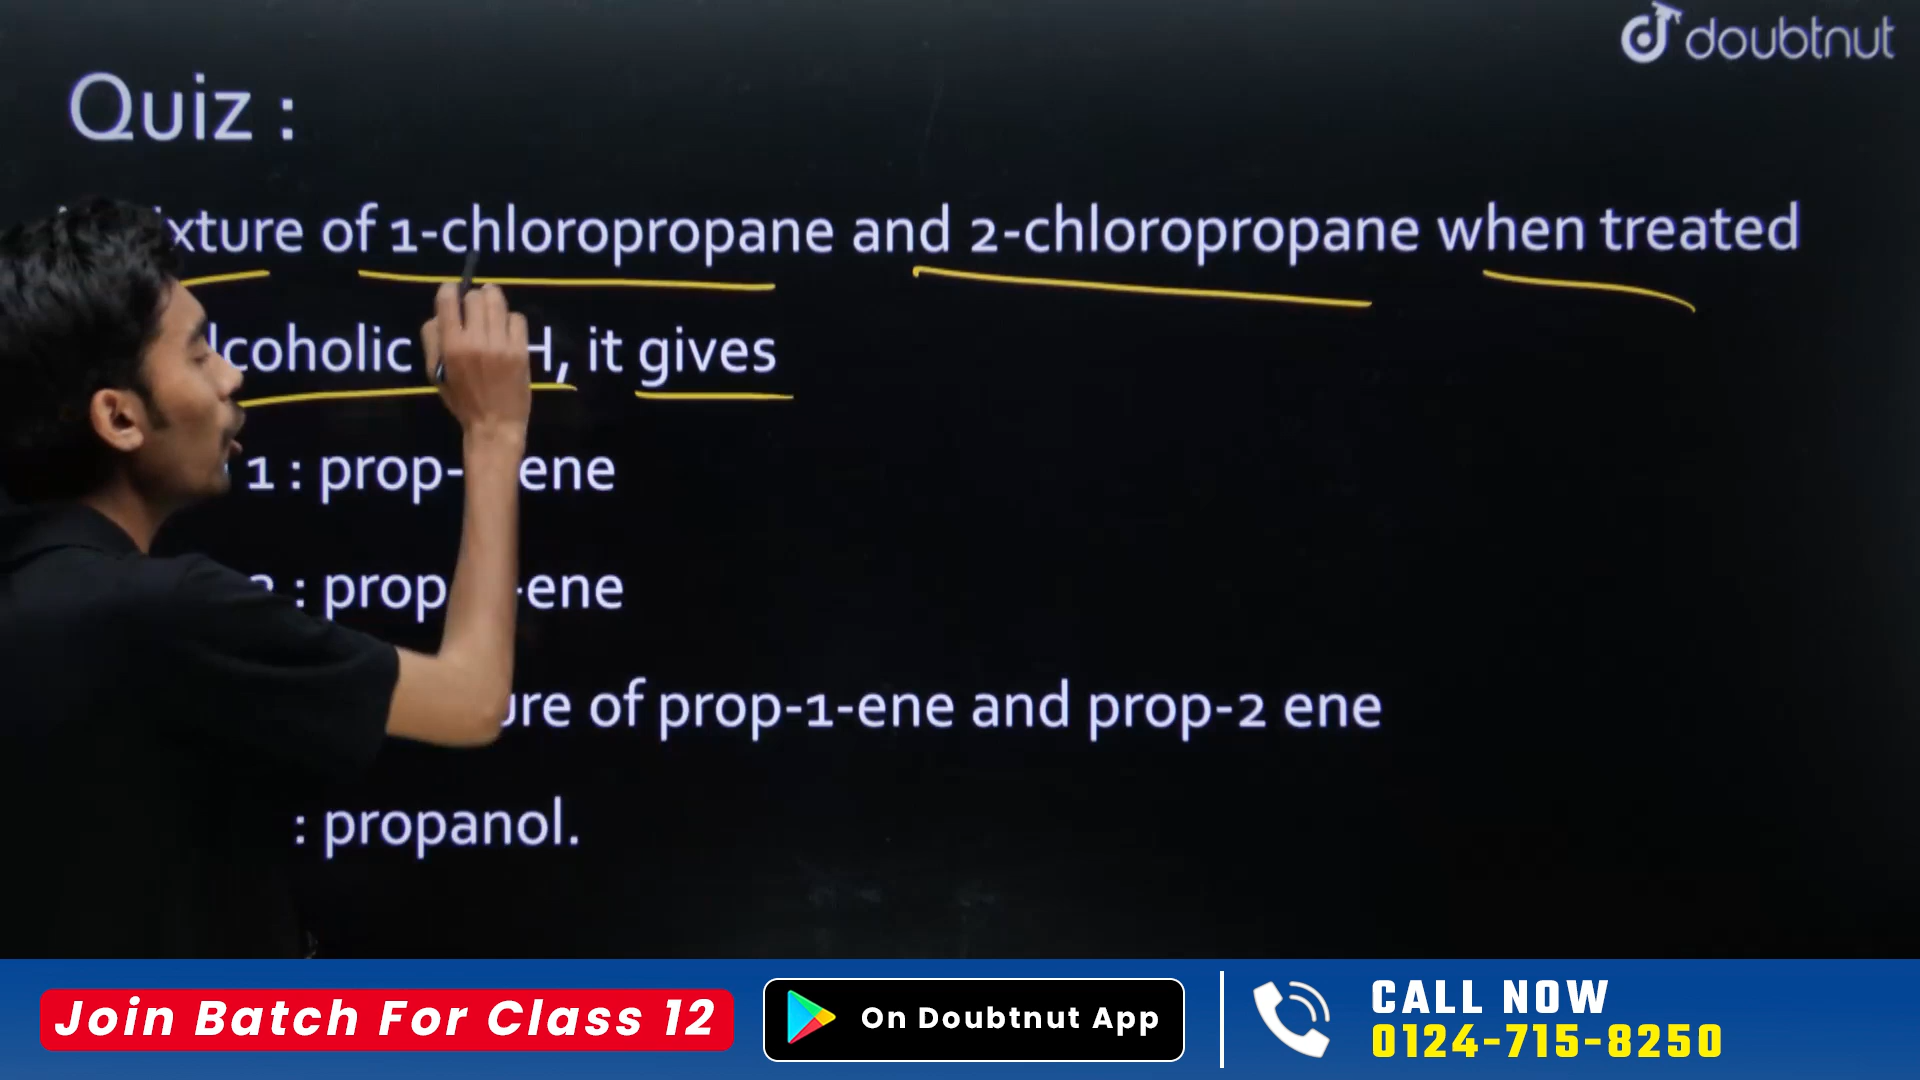 doubtnut
Quiz :
xture of 1-chloropropane and 2-chloropropane when treated
lcoholic H, it gives
1 : prop- ene
: prop -ene
ure of prop-1-ene and prop-2 ene
: propanol.
Join Batch For Class 12
On Doubtnut App
CALL NOW
0124-715-8250